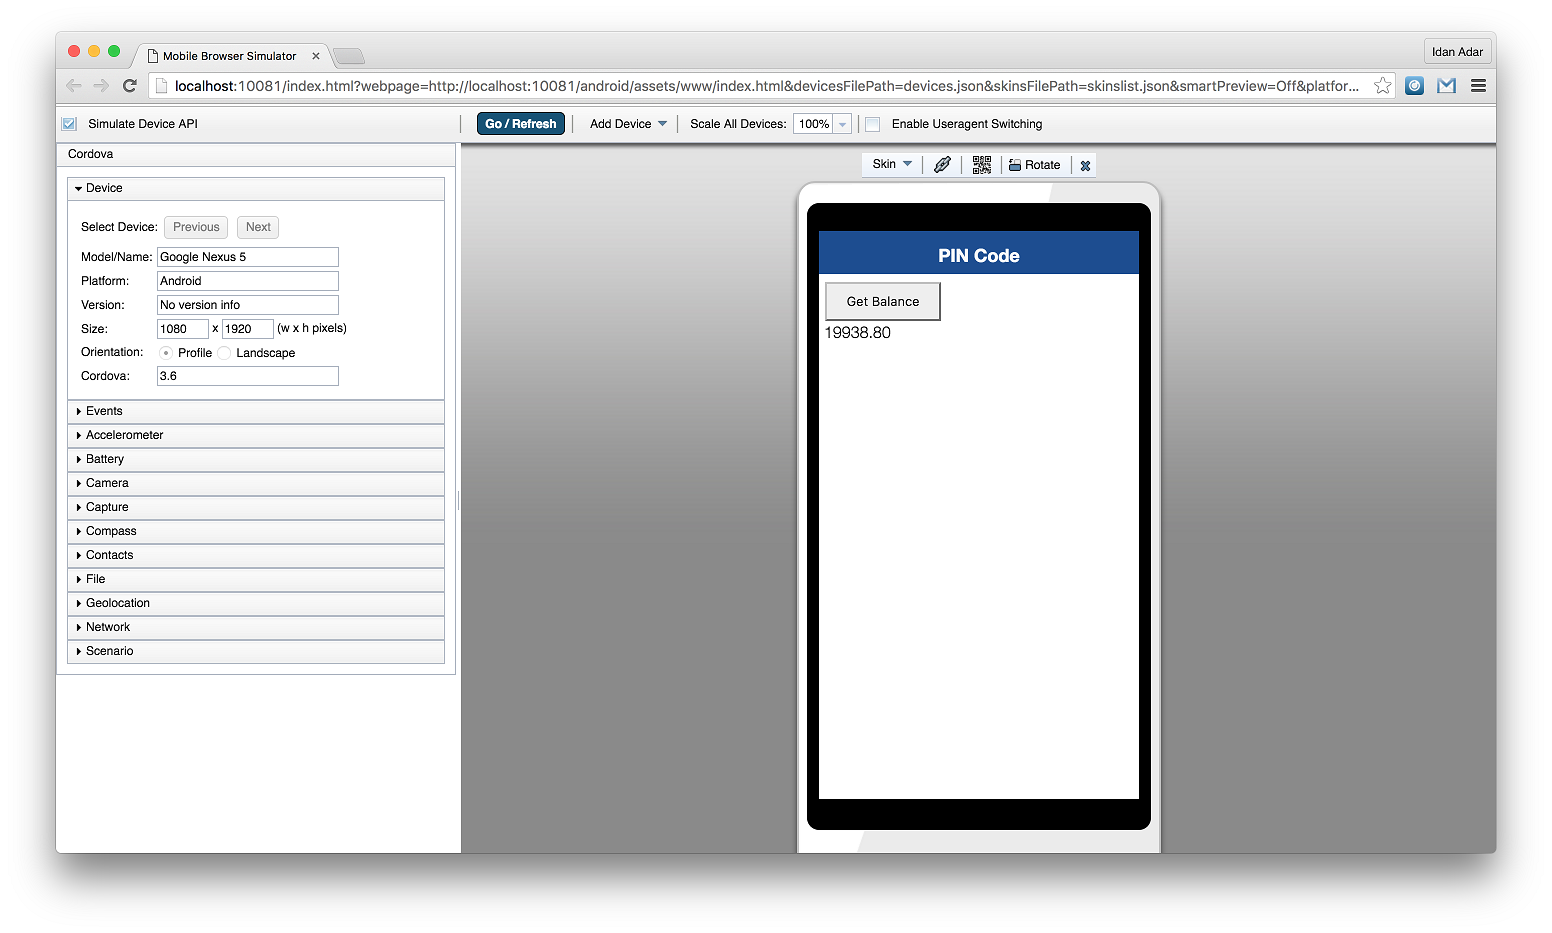 Mobile Browser Simulator
Idan Adar
localhost:10081/index.html?webpage=http://localhost:10081/android/assets/www/index.html&devicesFilePath=devices.json&skinsFilePath=skinslist.json&smartPreview=Off&platfor...
Simulate Device API
Go / Refresh
Add Device
Scale All Devices: 100%
Enable Useragent Switching
Cordova
Device
Select Device: Previous Next
Model/Name: Google Nexus 5
Platform: Android
Version: No version info
Size: 1080 x 1920 (w x h pixels)
Orientation: Profile Landscape
Cordova: 3.6
Events
Accelerometer
Battery
Camera
Capture
Compass
Contacts
File
Geolocation
Network
Scenario
Skin
Rotate
PIN Code
Get Balance
19938.80